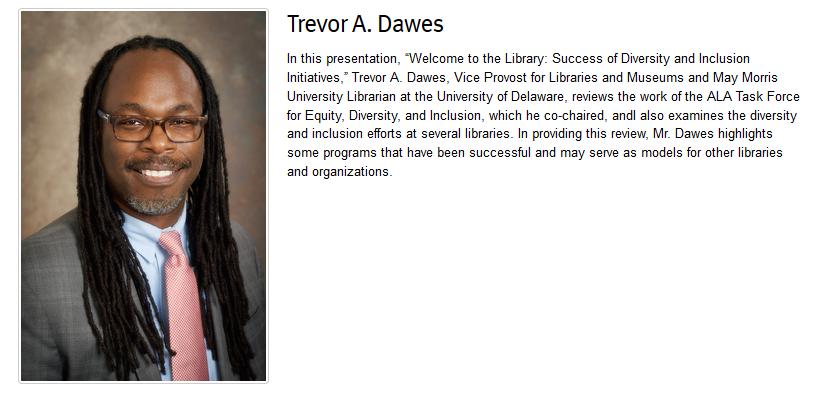 Trevor A. Dawes
In this presentation, “Welcome to the Library: Success of Diversity and Inclusion
Initiatives,” Trevor A. Dawes, Vice Provost for Libraries and Museums and May Morris
University Librarian at the University of Delaware, reviews the work of the ALA Task Force
for Equity, Diversity, and Inclusion, which he co-chaired, andl also examines the diversity
and inclusion efforts at several libraries. In providing this review, Mr. Dawes highlights
some programs that have been successful and may serve as models for other libraries
and organizations.